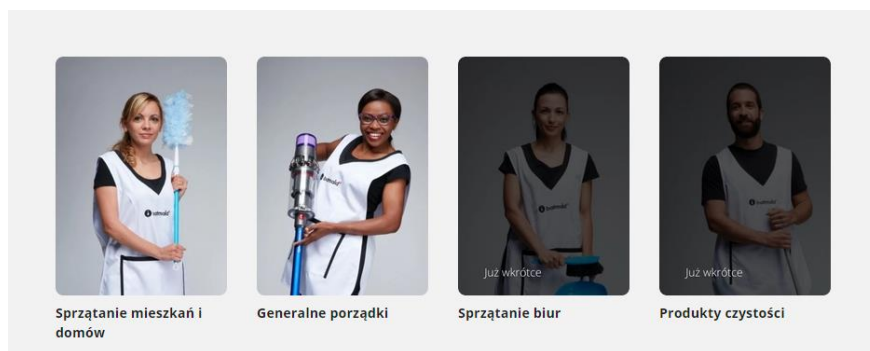 Już wkrótce
Już wkrótce
Sprzątanie mieszkań i
domów
Generalne porządki
Sprzątanie biur
Produkty czystości